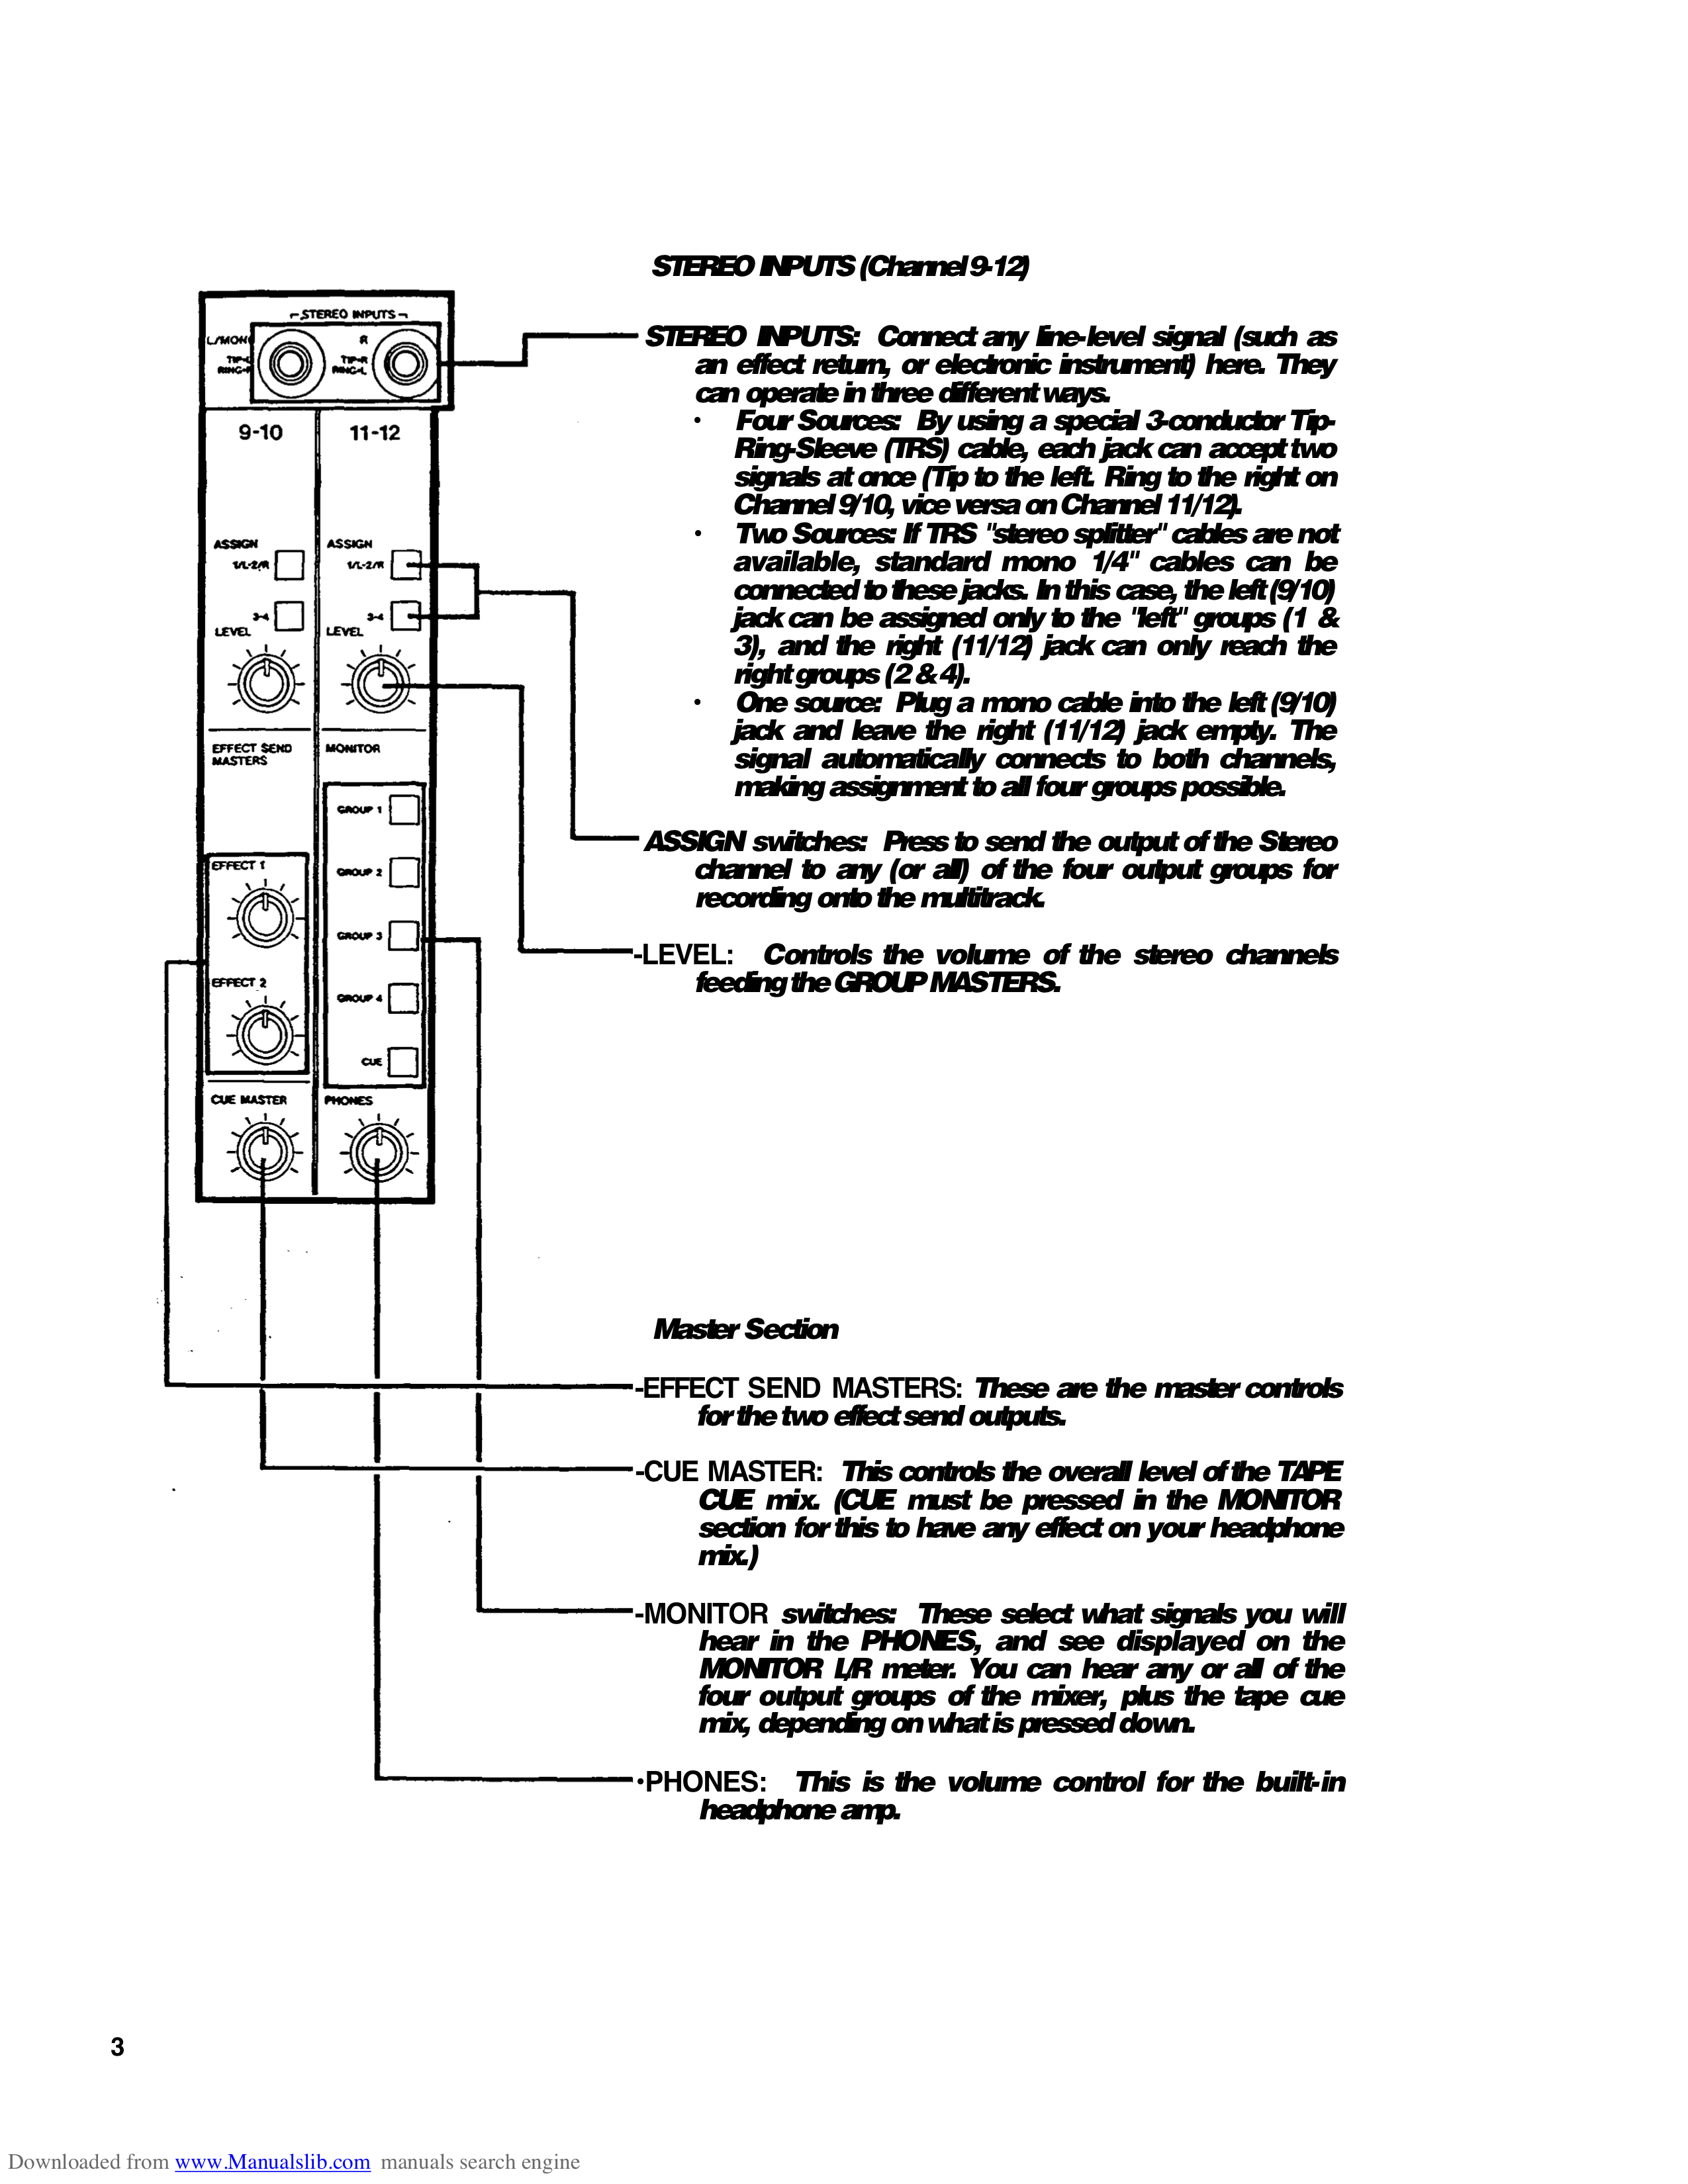 STEREO INPUTS (Channel 9-12)
STEREO INPUTS
L/MONO
TIP-L
RING-R
R
TIP-R
RING-L
9-10
11-12
ASSIGN
1/L-2/R
3-4
LEVEL
ASSIGN
1/L-2/R
3-4
LEVEL
EFFECT SEND
MASTERS
MONITOR
GROUP 1
GROUP 2
GROUP 3
GROUP 4
CUE
EFFECT 1
EFFECT 2
CUE MASTER
PHONES
STEREO INPUTS: Connect any line-level signal (such as
an effect return, or electronic instrument) here. They
can operate in three different ways.
• Four Sources: By using a special 3-conductor Tip-
Ring-Sleeve (TRS) cable, each jack can accept two
signals at once (Tip to the left. Ring to the right on
Channel 9/10, vice versa on Channel 11/12).
• Two Sources: If TRS "stereo splitter" cables are not
available, standard mono 1/4" cables can be
connected to these jacks. In this case, the left (9/10)
jack can be assigned only to the "left" groups (1 &
3), and the right (11/12) jack can only reach the
right groups (2 & 4).
• One source: Plug a mono cable into the left (9/10)
jack and leave the right (11/12) jack empty. The
signal automatically connects to both channels,
making assignment to all four groups possible.
ASSIGN switches: Press to send the output of the Stereo
channel to any (or all) of the four output groups for
recording onto the multitrack.
-LEVEL: Controls the volume of the stereo channels
feeding the GROUP MASTERS.
Master Section
-EFFECT SEND MASTERS: These are the master controls
for the two effect send outputs.
-CUE MASTER: This controls the overall level of the TAPE
CUE mix. (CUE must be pressed in the MONITOR
section for this to have any effect on your headphone
mix.)
-MONITOR switches: These select what signals you will
hear in the PHONES, and see displayed on the
MONITOR L/R meter. You can hear any or all of the
four output groups of the mixer, plus the tape cue
mix, depending on what is pressed down.
•PHONES: This is the volume control for the built-in
headphone amp.
3
Downloaded from www.Manualslib.com manuals search engine